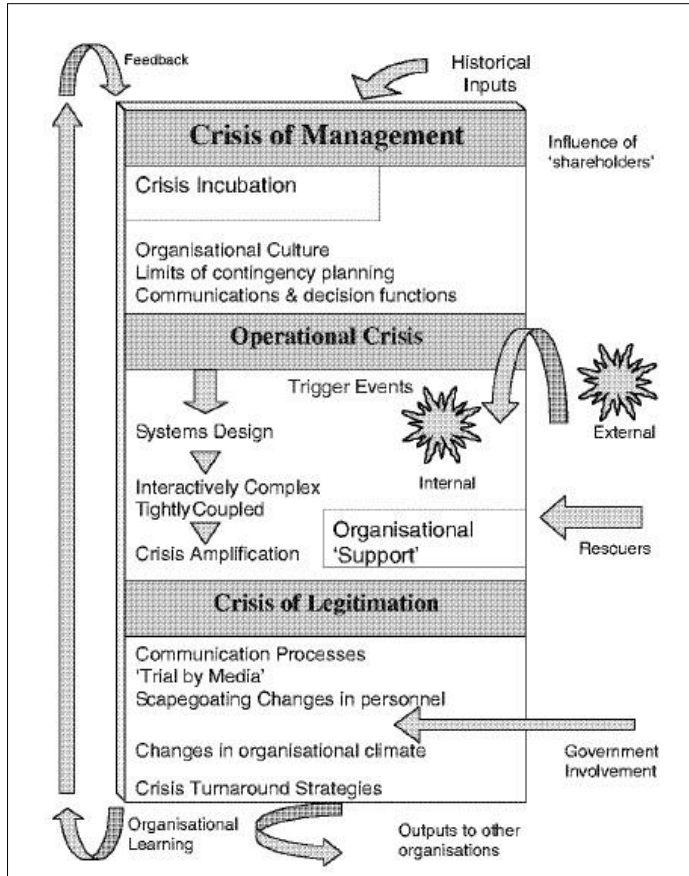 Feedback
Historical
Inputs
Crisis of Management
Influence of
‘shareholders’
Crisis Incubation
Organisational Culture
Limits of contingency planning
Communications & decision functions
Operational Crisis
Trigger Events
Systems Design
External
Internal
Interactively Complex
Tightly Coupled
Organisational
‘Support’
Crisis Amplification
Rescuers
Crisis of Legitimation
Communication Processes
‘Trial by Media’
Scapegoating Changes in personnel
Changes in organisational climate
Government
Involvement
Crisis Turnaround Strategies
Organisational
Learning
Outputs to other
organisations